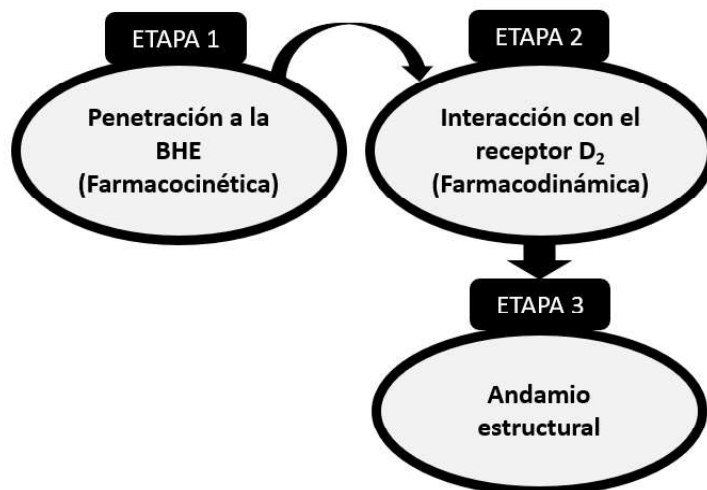 ETAPA 1
Penetración a la
BHE
(Farmacocinética)
ETAPA 2
Interacción con el
receptor D₂
(Farmacodinámica)
ETAPA 3
Andamio
estructural